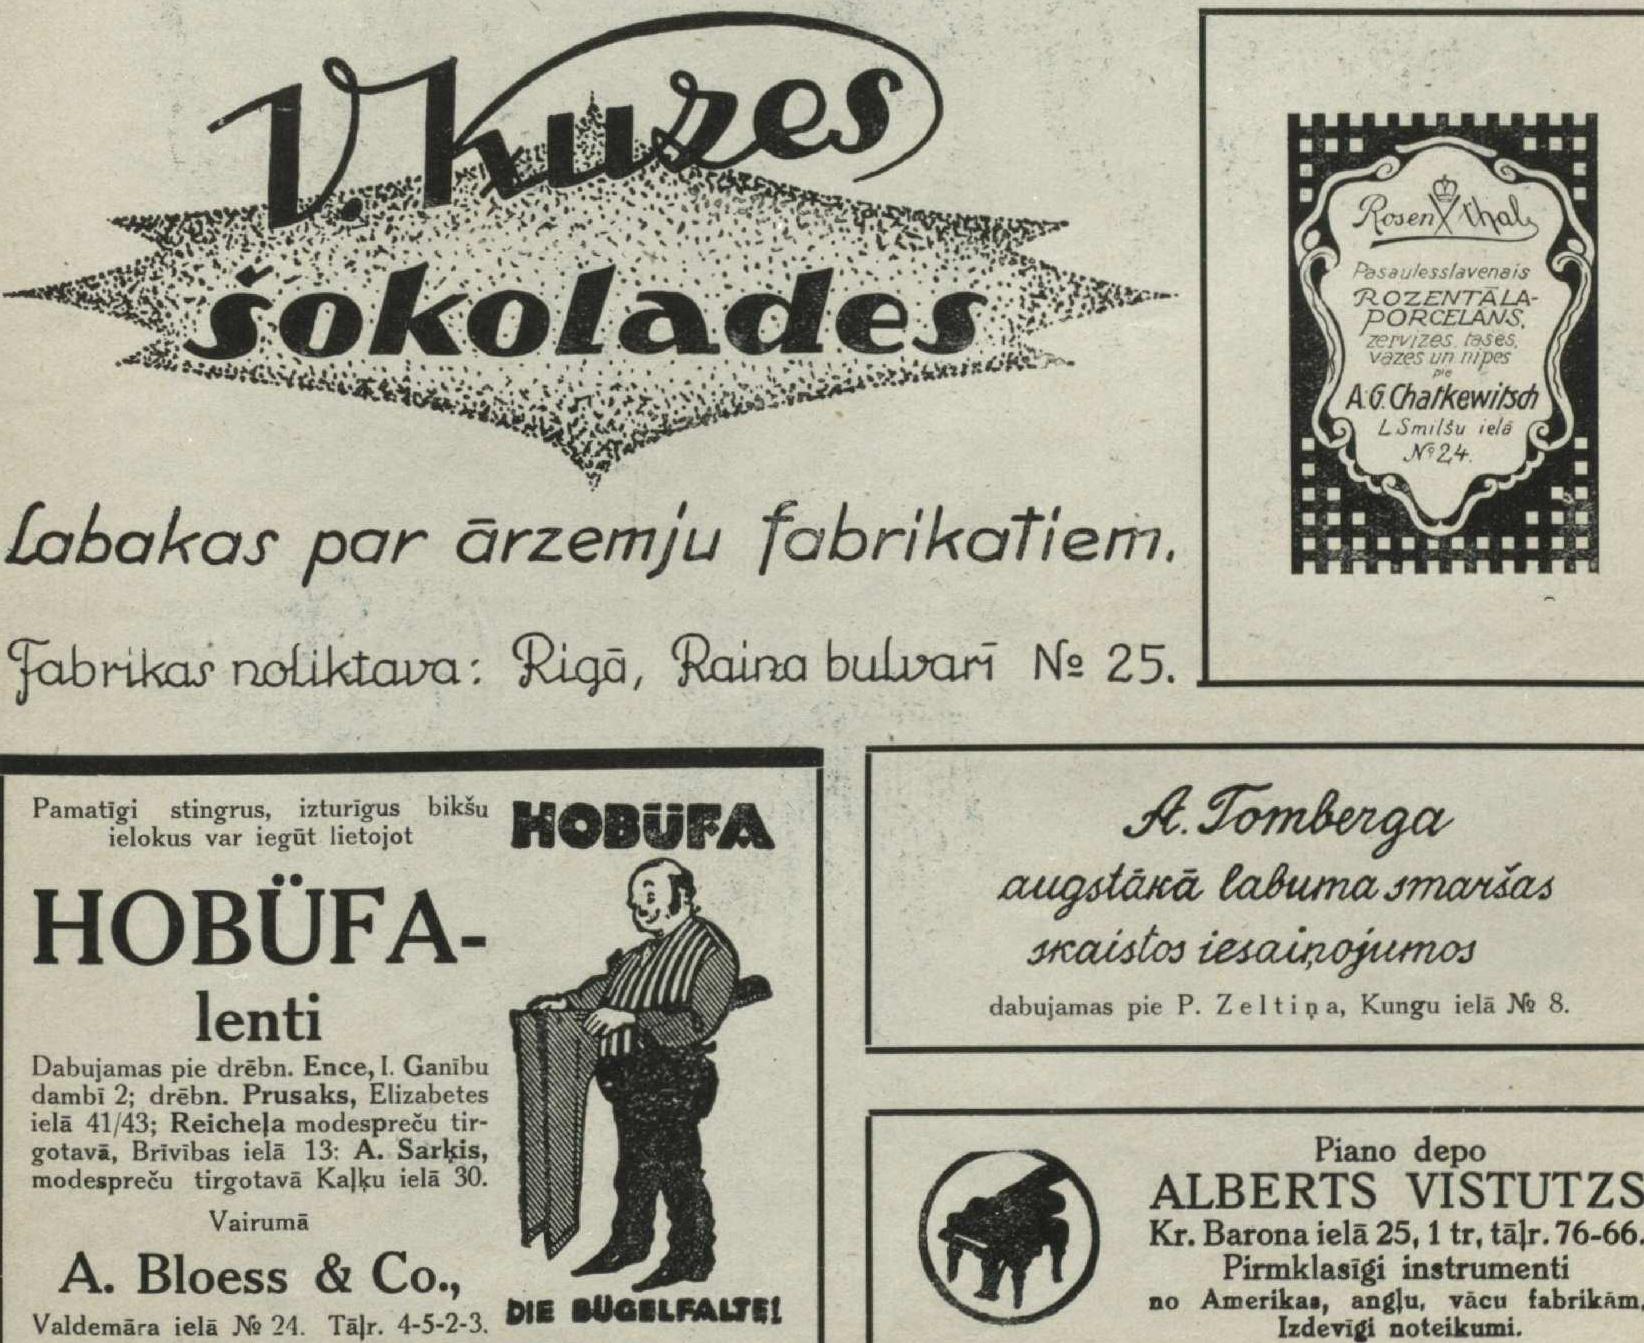 V. Kuzes
šokolades
Labakas par ārzemju fabrikatiem.
Fabrikas noliktava: Rigā, Raiņa bulvarī № 25.
Rosenthal
Pasaulesslavenais
ROZENTĀLA-
PORCELĀNS,
zervizes, tases,
vāzes un nipes
pie
A.G. Chatkewitsch
L. Smilšu ielā
№ 24.
Pamatīgi stingrus, izturīgus bikšu
ielokus var iegūt lietojot
HOBÜFA-
lenti
Dabujamas pie drēbn. Ence, l. Ganību
dambī 2; drēbn. Prusaks, Elizabetes
ielā 41/43; Reicheļa modespreču tir-
gotavā, Brīvības ielā 13: A. Sarķis,
modespreču tirgotavā Kaļķu ielā 30.
Vairumā
A. Bloess & Co.,
Valdemāra ielā № 24. Tāļr. 4-5-2-3.
HOBÜFA
DIE BÜGELFALTE!
A. Tomberga
augstākā labuma smaršas
skaistos iesaiņojumos
dabujamas pie P. Zeltiņa, Kungu ielā № 8.
Piano depo
ALBERTS VISTUTZS
Kr. Barona ielā 25, 1 tr, tāļr. 76-66.
Pirmklasīgi instrumenti
no Amerikas, angļu, vācu fabrikām.
Izdevīgi noteikumi.